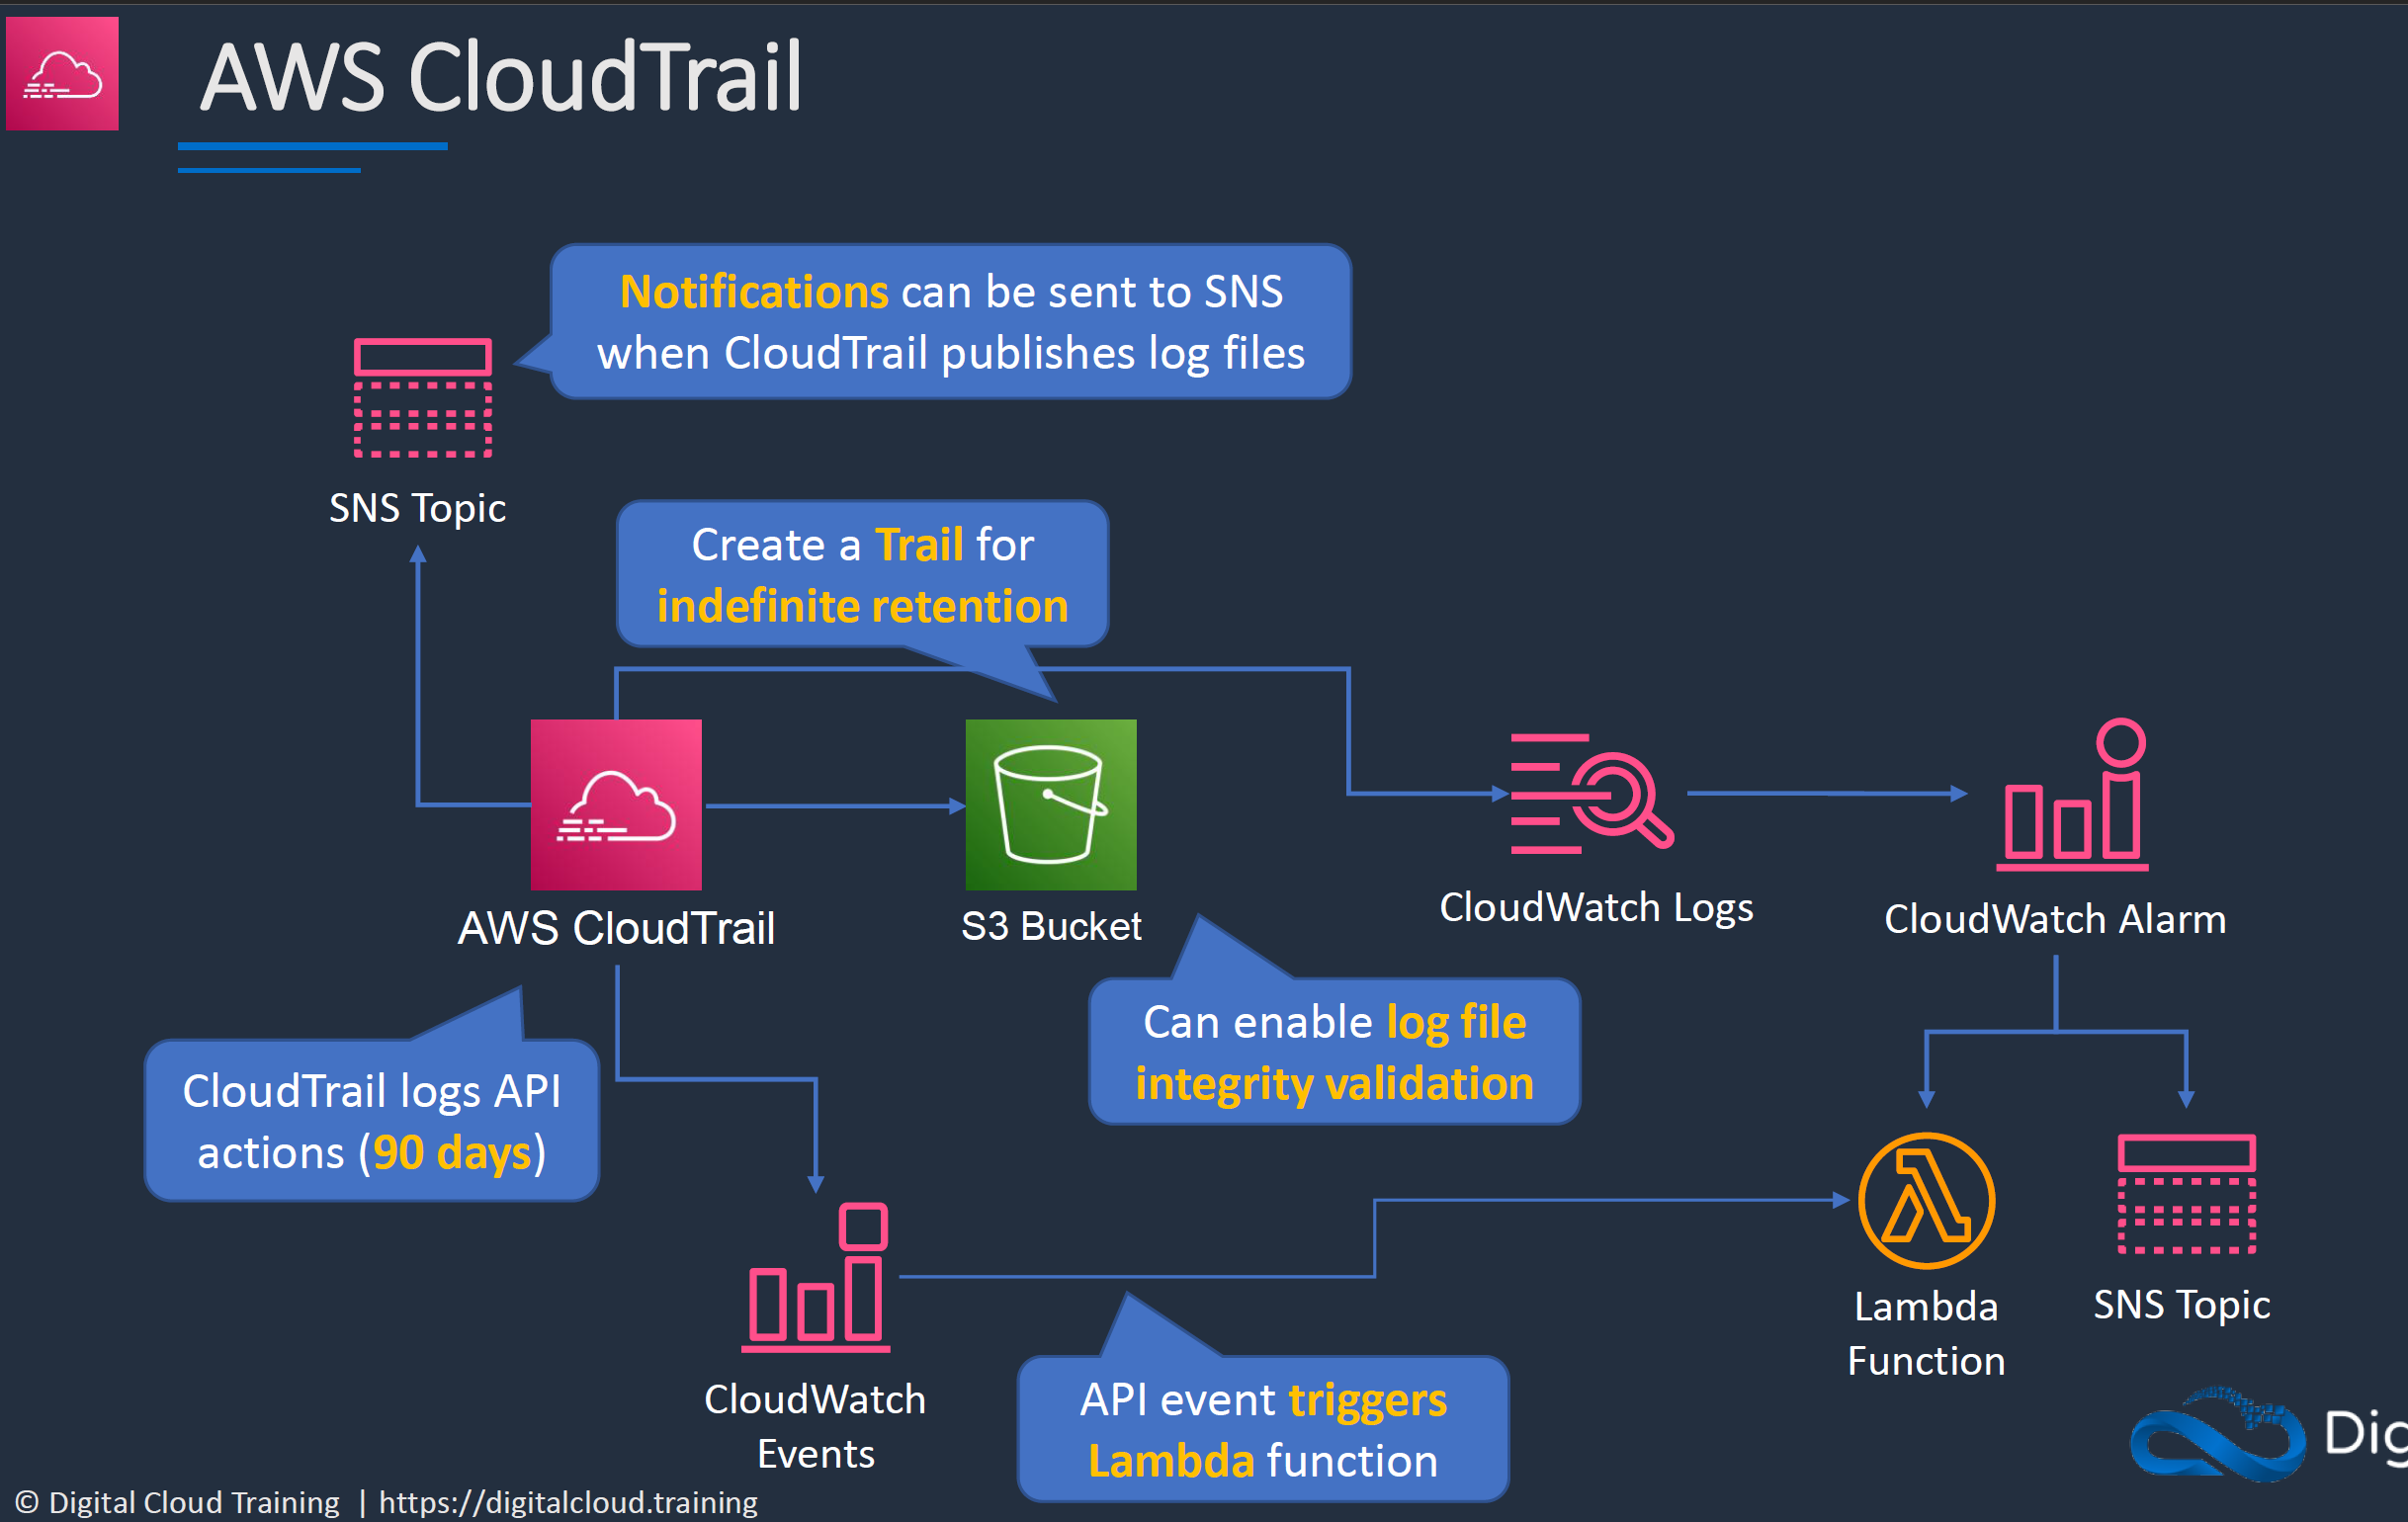 AWS CloudTrail
Notifications can be sent to SNS
when CloudTrail publishes log files
SNS Topic
Create a Trail for
indefinite retention
AWS CloudTrail
S3 Bucket
CloudWatch Logs
CloudWatch Alarm
CloudTrail logs API
actions (90 days)
Can enable log file
integrity validation
CloudWatch
Events
API event triggers
Lambda function
Lambda
Function
SNS Topic
© Digital Cloud Training | https://digitalcloud.training